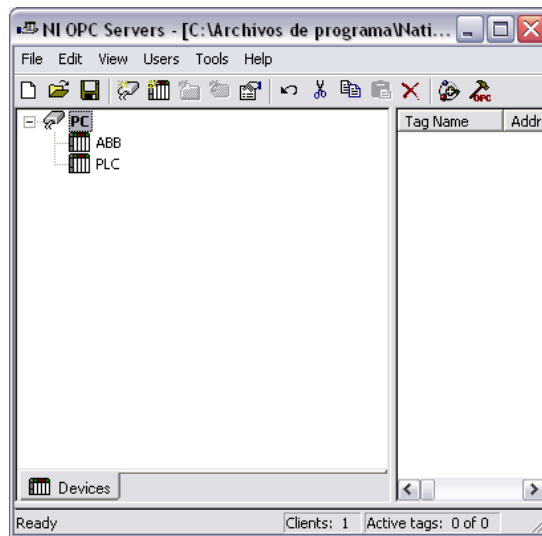 NI OPC Servers - [C:\Archivos de programa\Nati...
File Edit View Users Tools Help
OPC
PC
ABB
PLC
Tag Name Addr
Devices
Ready Clients: 1 Active tags: 0 of 0